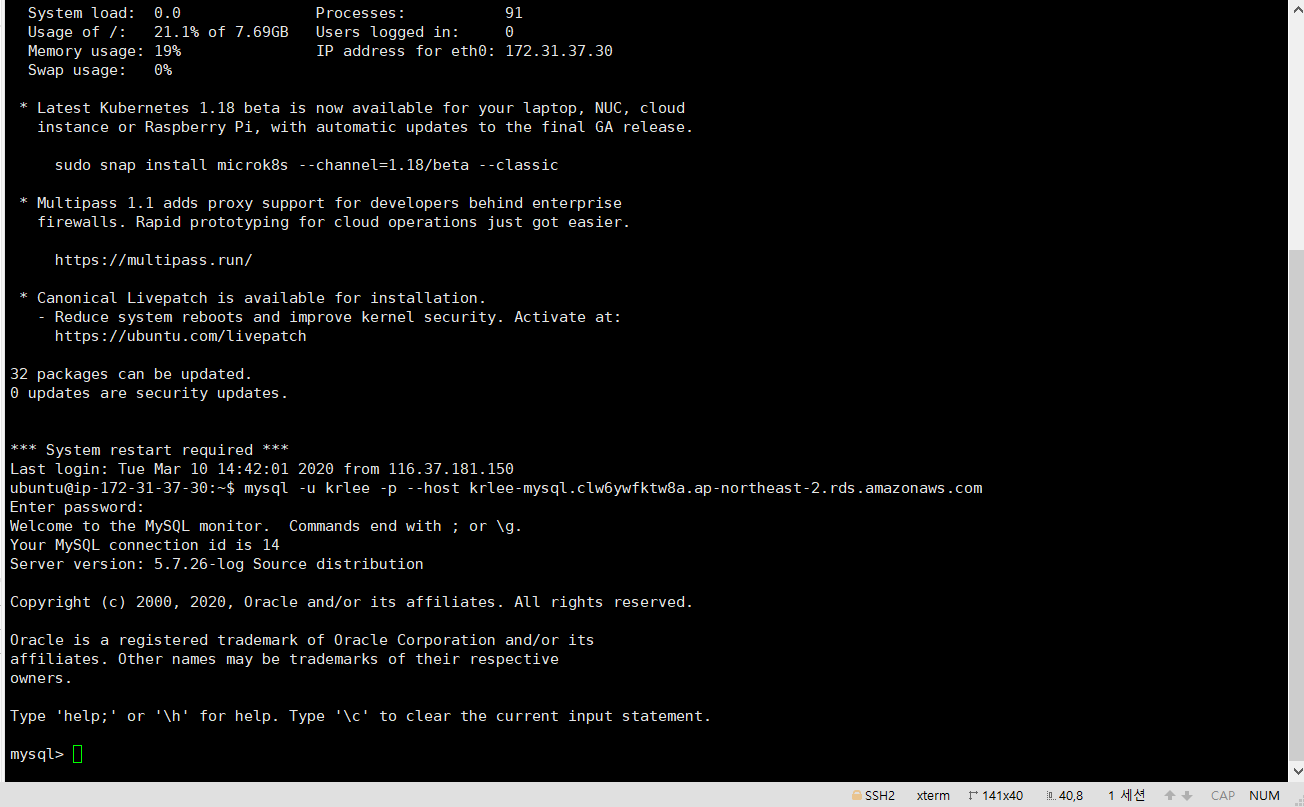 System load:  0.0               Processes:           91
Usage of /:   21.1% of 7.69GB   Users logged in:     0
Memory usage: 19%               IP address for eth0: 172.31.37.30
Swap usage:   0%
* Latest Kubernetes 1.18 beta is now available for your laptop, NUC, cloud
instance or Raspberry Pi, with automatic updates to the final GA release.
sudo snap install microk8s --channel=1.18/beta --classic
* Multipass 1.1 adds proxy support for developers behind enterprise
firewalls. Rapid prototyping for cloud operations just got easier.
https://multipass.run/
* Canonical Livepatch is available for installation.
- Reduce system reboots and improve kernel security. Activate at:
https://ubuntu.com/livepatch
32 packages can be updated.
0 updates are security updates.
*** System restart required ***
Last login: Tue Mar 10 14:42:01 2020 from 116.37.181.150
ubuntu@ip-172-31-37-30:~$ mysql -u krlee -p --host krlee-mysql.clw6ywfktw8a.ap-northeast-2.rds.amazonaws.com
Enter password:
Welcome to the MySQL monitor.  Commands end with ; or \g.
Your MySQL connection id is 14
Server version: 5.7.26-log Source distribution
Copyright (c) 2000, 2020, Oracle and/or its affiliates. All rights reserved.
Oracle is a registered trademark of Oracle Corporation and/or its
affiliates. Other names may be trademarks of their respective
owners.
Type 'help;' or '\h' for help. Type '\c' to clear the current input statement.
mysql>
SSH2 xterm 141x40 40,8 1 세션 CAP NUM